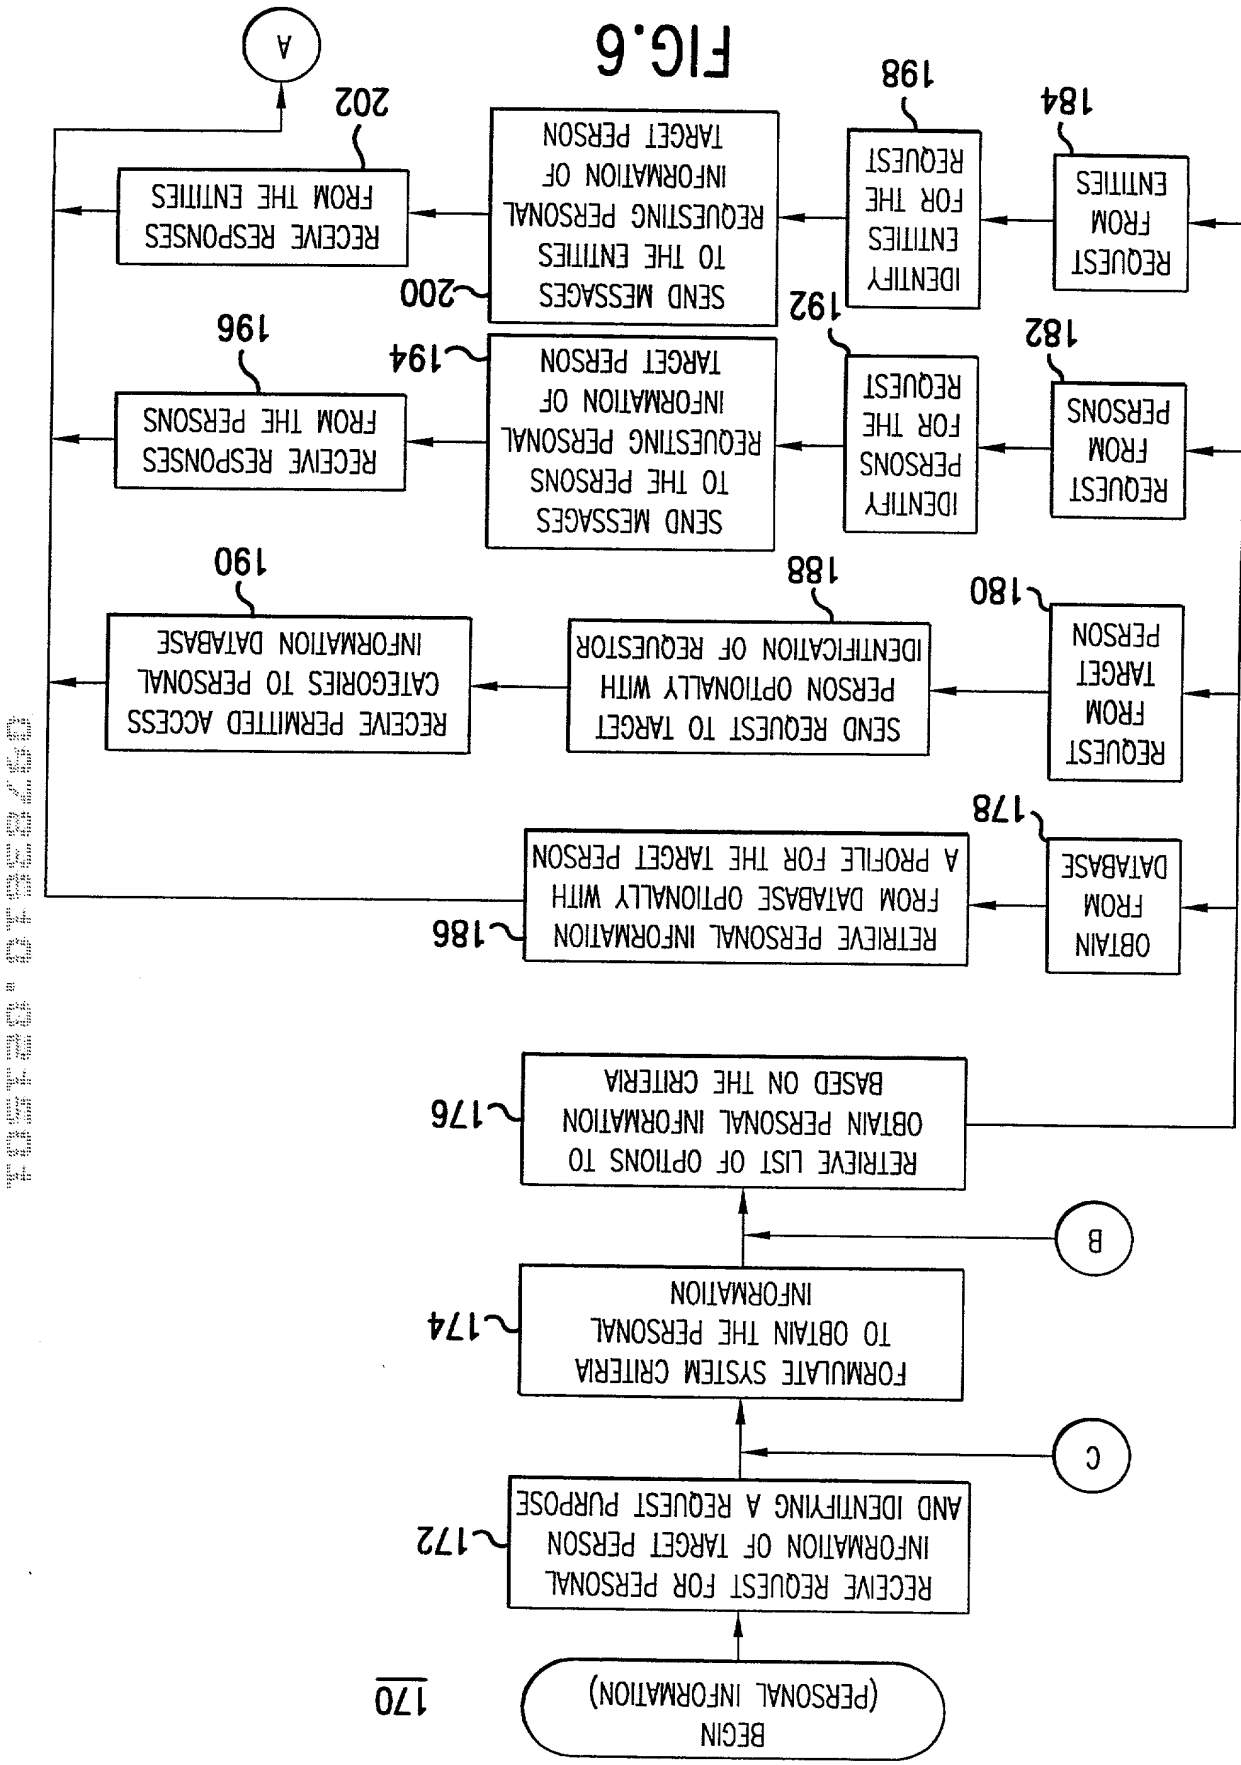 170
BEGIN
(PERSONAL INFORMATION)
172
RECEIVE REQUEST FOR PERSONAL
INFORMATION OF TARGET PERSON
AND IDENTIFYING A REQUEST PURPOSE
C
174
FORMULATE SYSTEM CRITERIA
TO OBTAIN THE PERSONAL
INFORMATION
B
176
RETRIEVE LIST OF OPTIONS TO
OBTAIN PERSONAL INFORMATION
BASED ON THE CRITERIA
178
OBTAIN
FROM
DATABASE
186
RETRIEVE PERSONAL INFORMATION
FROM DATABASE OPTIONALLY WITH
A PROFILE FOR THE TARGET PERSON
180
REQUEST
FROM
TARGET
PERSON
188
SEND REQUEST TO TARGET
PERSON OPTIONALLY WITH
IDENTIFICATION OF REQUESTOR
190
RECEIVE PERMITTED ACCESS
CATEGORIES TO PERSONAL
INFORMATION DATABASE
182
REQUEST
FROM
PERSONS
192
IDENTIFY
PERSONS
FOR THE
REQUEST
194
SEND MESSAGES
TO THE PERSONS
REQUESTING PERSONAL
INFORMATION OF
TARGET PERSON
196
RECEIVE RESPONSES
FROM THE PERSONS
184
REQUEST
FROM
ENTITIES
198
IDENTIFY
ENTITIES
FOR THE
REQUEST
200
SEND MESSAGES
TO THE ENTITIES
REQUESTING PERSONAL
INFORMATION OF
TARGET PERSON
202
RECEIVE RESPONSES
FROM THE ENTITIES
A
FIG.6